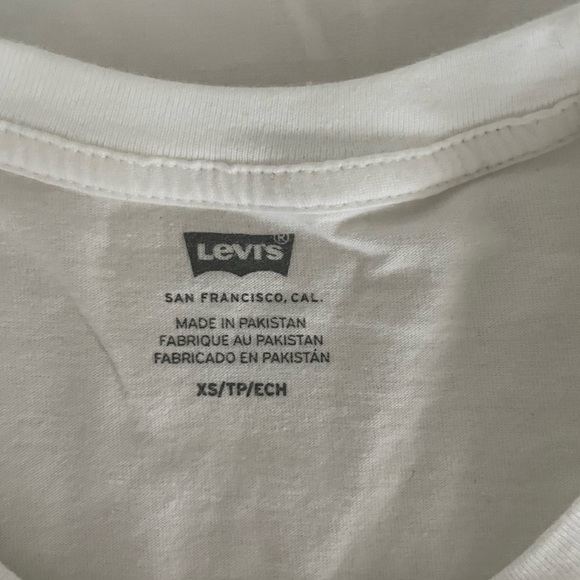 Levi's®
SAN FRANCISCO, CAL.
MADE IN PAKISTAN
FABRIQUE AU PAKISTAN
FABRICADO EN PAKISTÁN
XS/TP/ECH